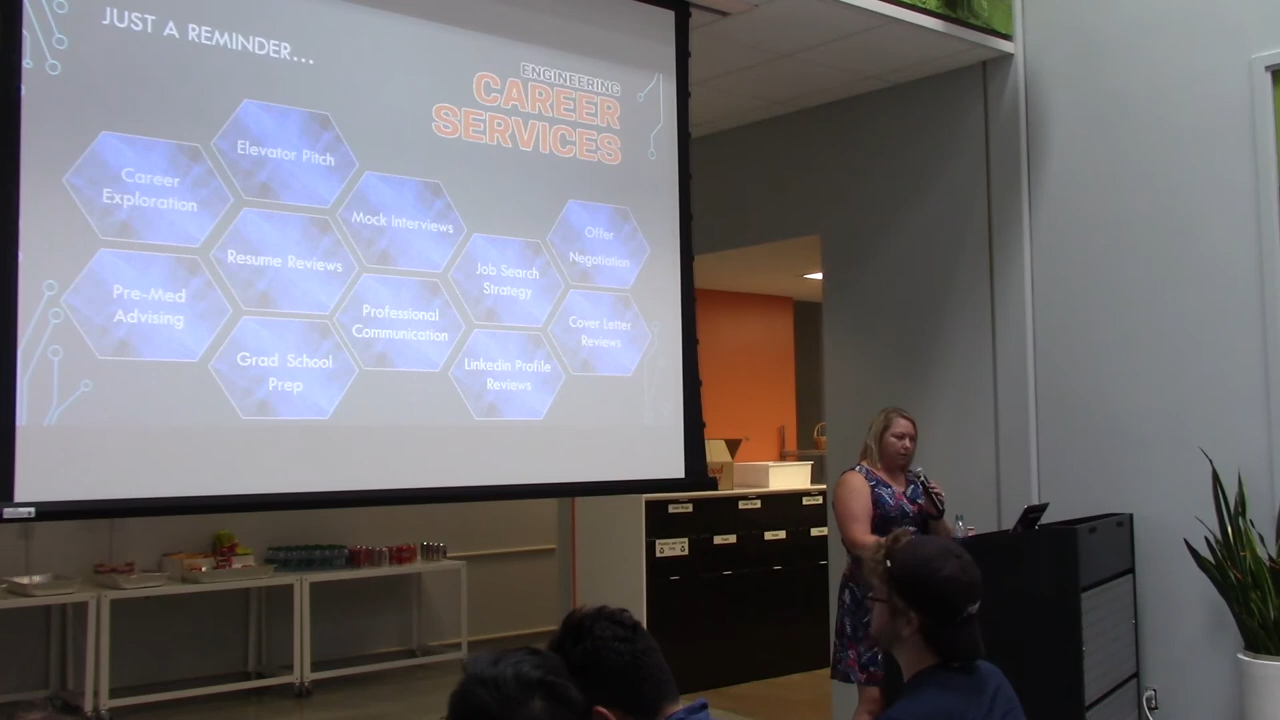 JUST A REMINDER...
ENGINEERING
CAREER
SERVICES
Elevator Pitch
Career
Exploration
Mock Interviews
Offer
Negotiation
Resume Reviews
Job Search
Strategy
Pre-Med
Advising
Professional
Communication
Cover Letter
Reviews
Grad School
Prep
Linkedin Profile
Reviews